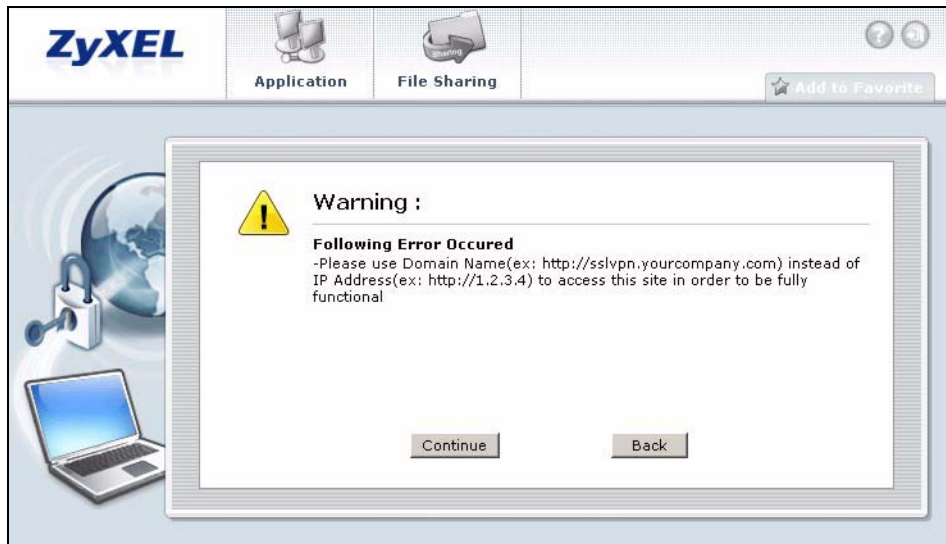 ZyXEL
Sharing
Application
File Sharing
?
Add to Favorite
Warning :
Following Error Occured
-Please use Domain Name(ex: http://sslvpn.yourcompany.com) instead of
IP Address(ex: http://1.2.3.4) to access this site in order to be fully
functional
Continue
Back